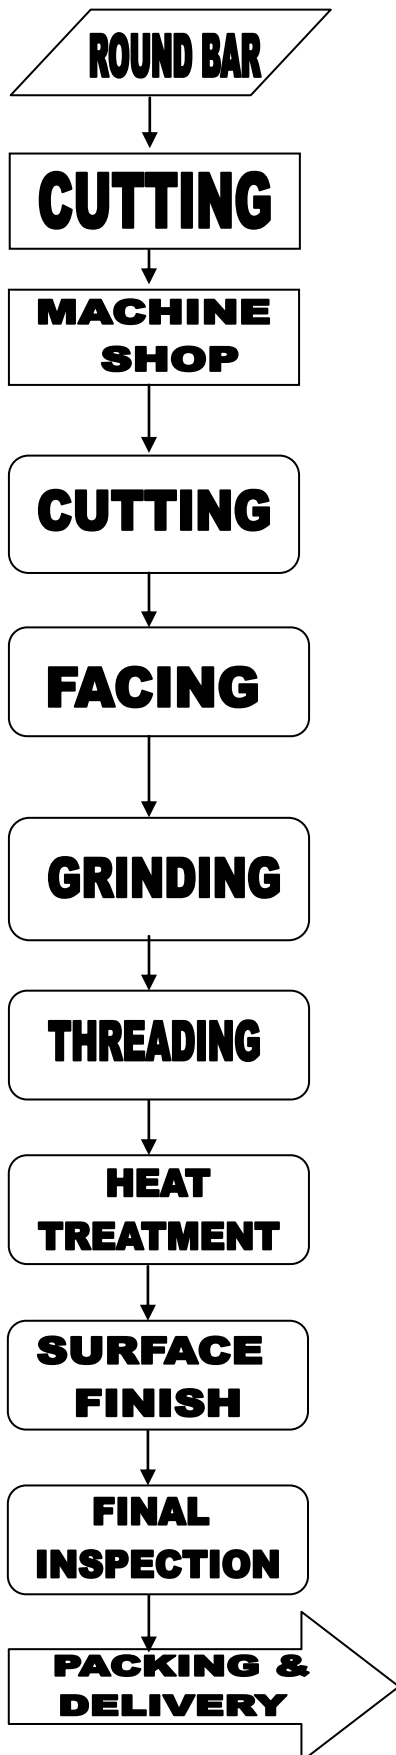 ROUND BAR
CUTTING
MACHINE
SHOP
CUTTING
FACING
GRINDING
THREADING
HEAT
TREATMENT
SURFACE
FINISH
FINAL
INSPECTION
PACKING &
DELIVERY